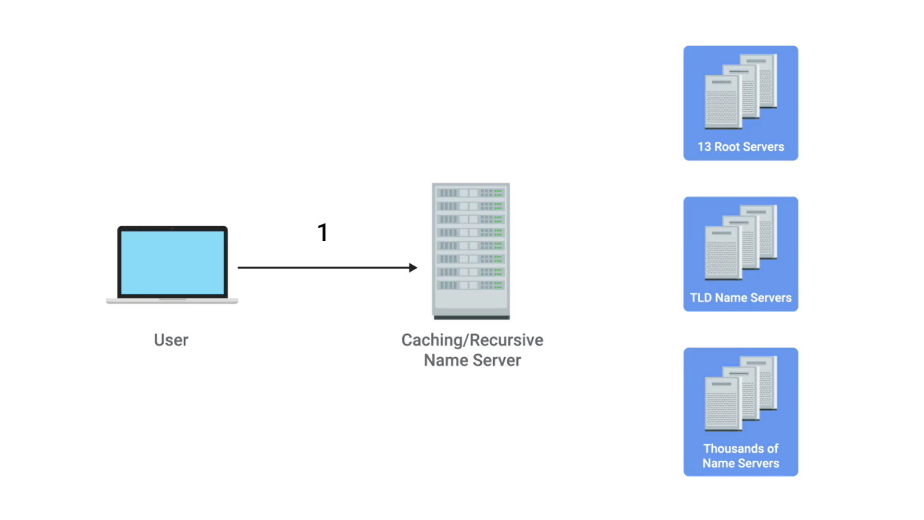 1
User
Caching/Recursive
Name Server
13 Root Servers
TLD Name Servers
Thousands of
Name Servers